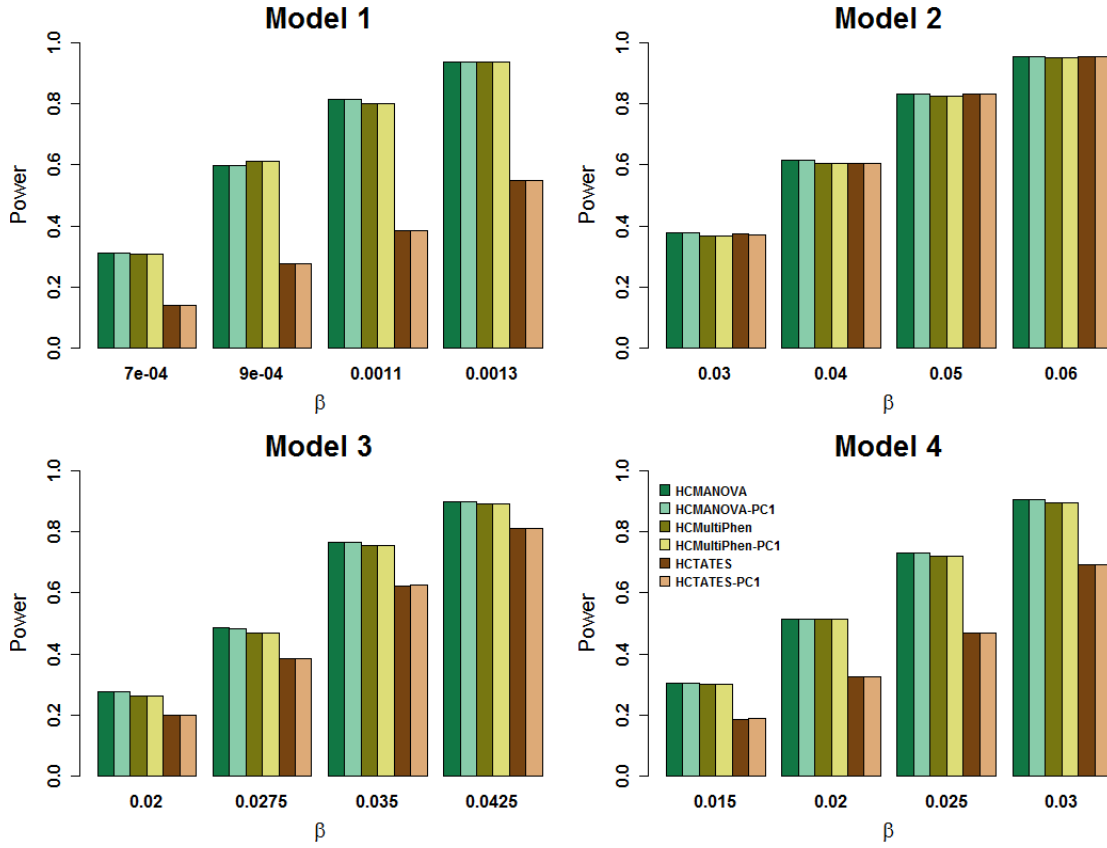 Model 1
Power
0.0 0.2 0.4 0.6 0.8 1.0
7e-04 9e-04 0.0011 0.0013
β
Model 2
Power
0.0 0.2 0.4 0.6 0.8 1.0
0.03 0.04 0.05 0.06
β
Model 3
Power
0.0 0.2 0.4 0.6 0.8 1.0
0.02 0.0275 0.035 0.0425
β
Model 4
Power
0.0 0.2 0.4 0.6 0.8 1.0
HCMANOVA
HCMANOVA-PC1
HCMultiPhen
HCMultiPhen-PC1
HCTATES
HCTATES-PC1
0.015 0.02 0.025 0.03
β